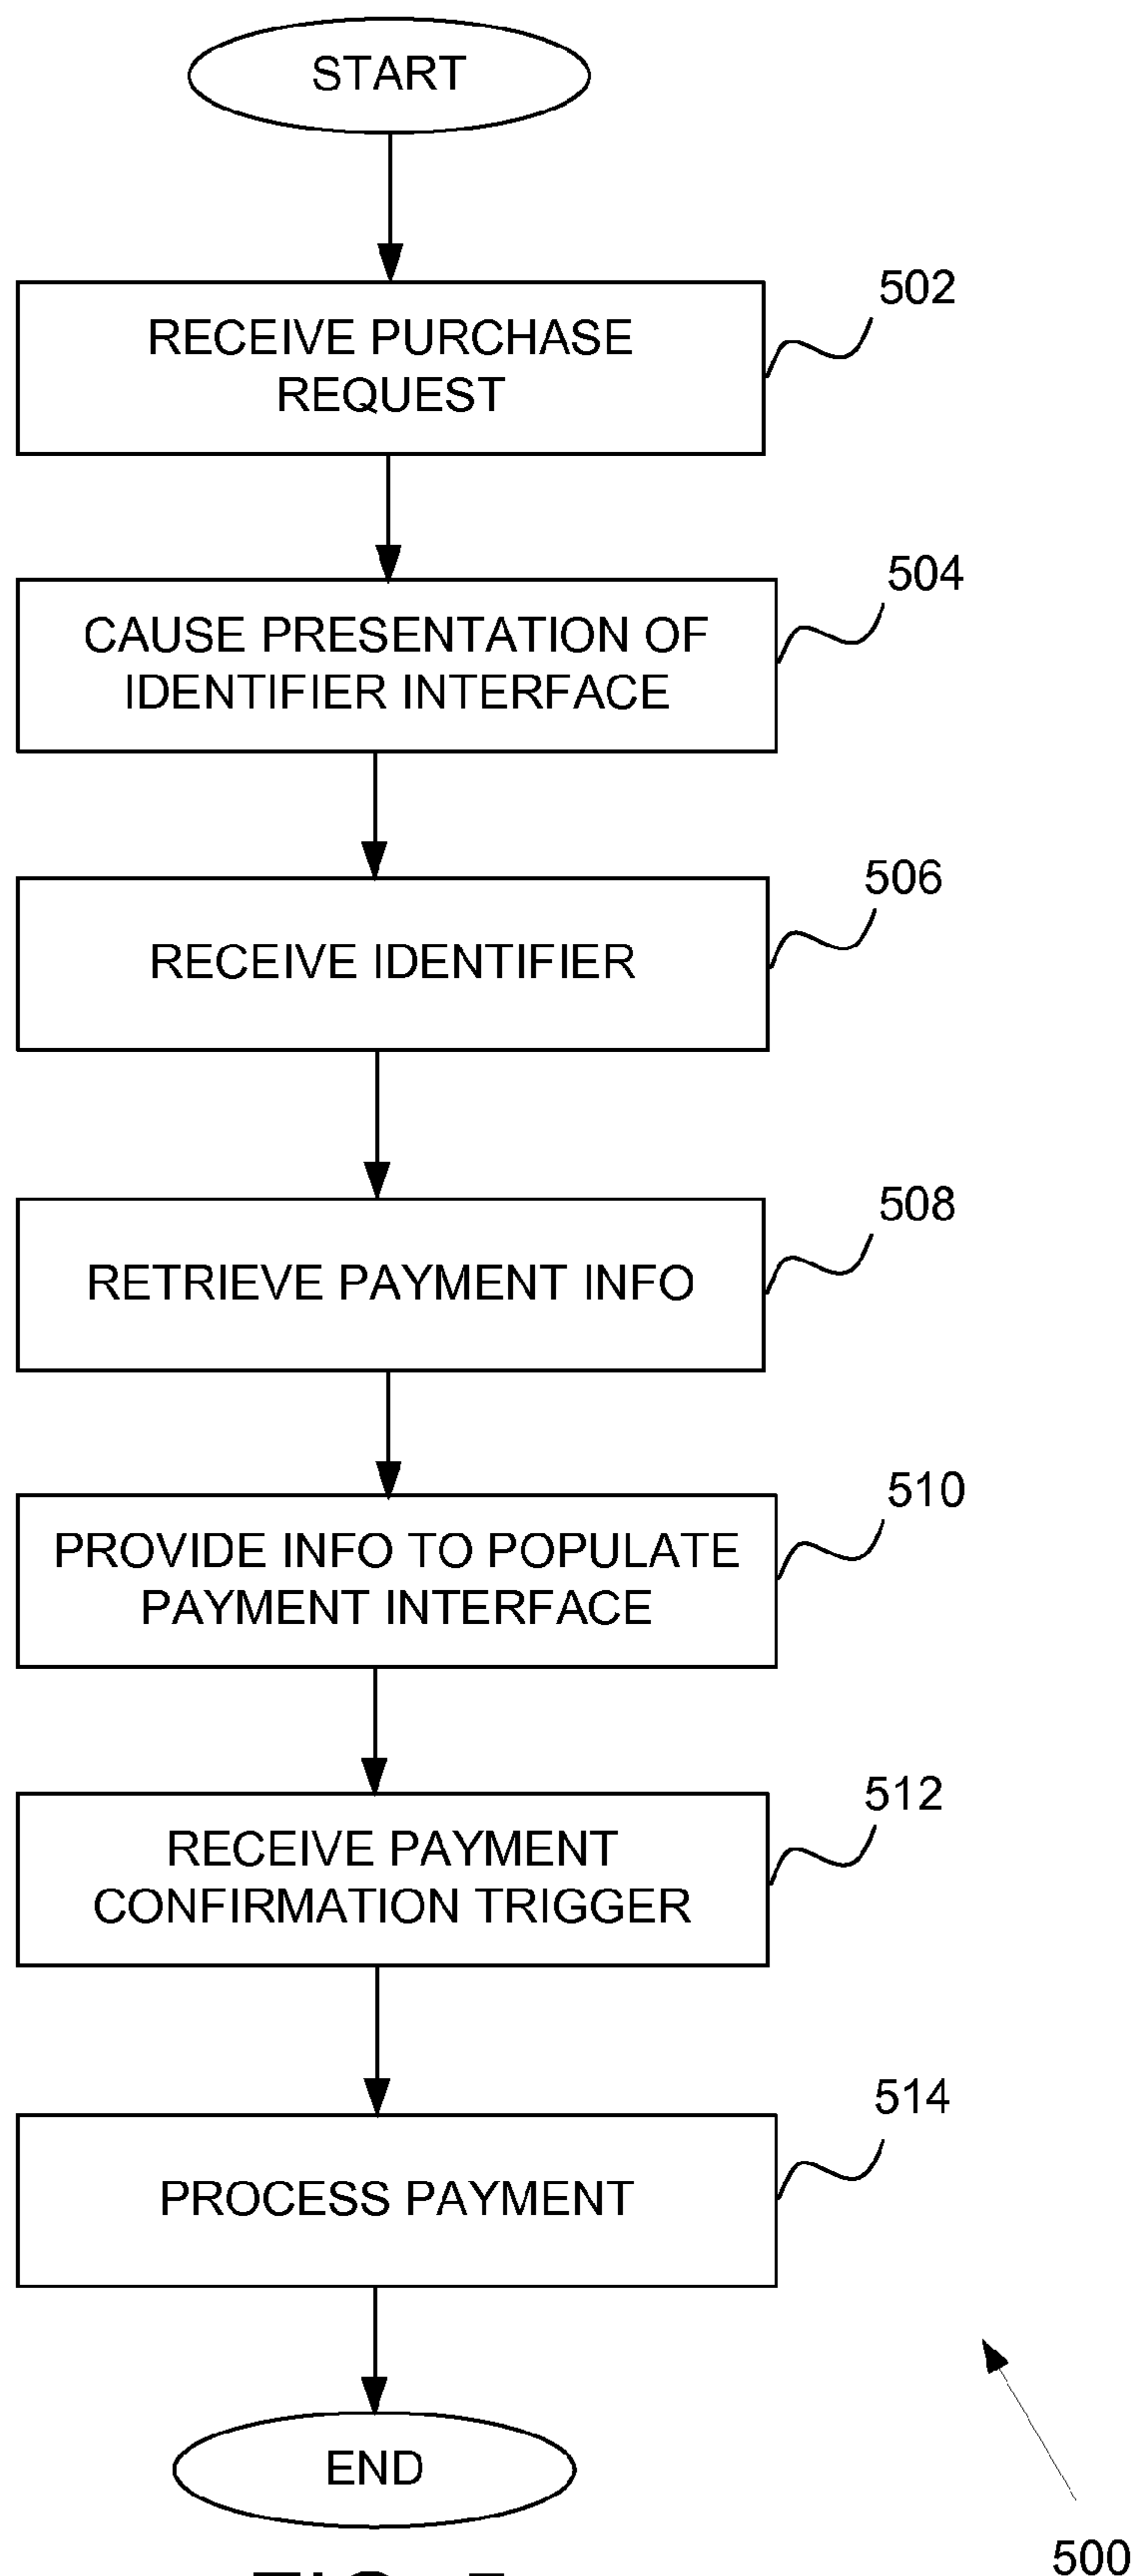 START
502
RECEIVE PURCHASE
REQUEST
504
CAUSE PRESENTATION OF
IDENTIFIER INTERFACE
506
RECEIVE IDENTIFIER
508
RETRIEVE PAYMENT INFO
510
PROVIDE INFO TO POPULATE
PAYMENT INTERFACE
512
RECEIVE PAYMENT
CONFIRMATION TRIGGER
514
PROCESS PAYMENT
END
500